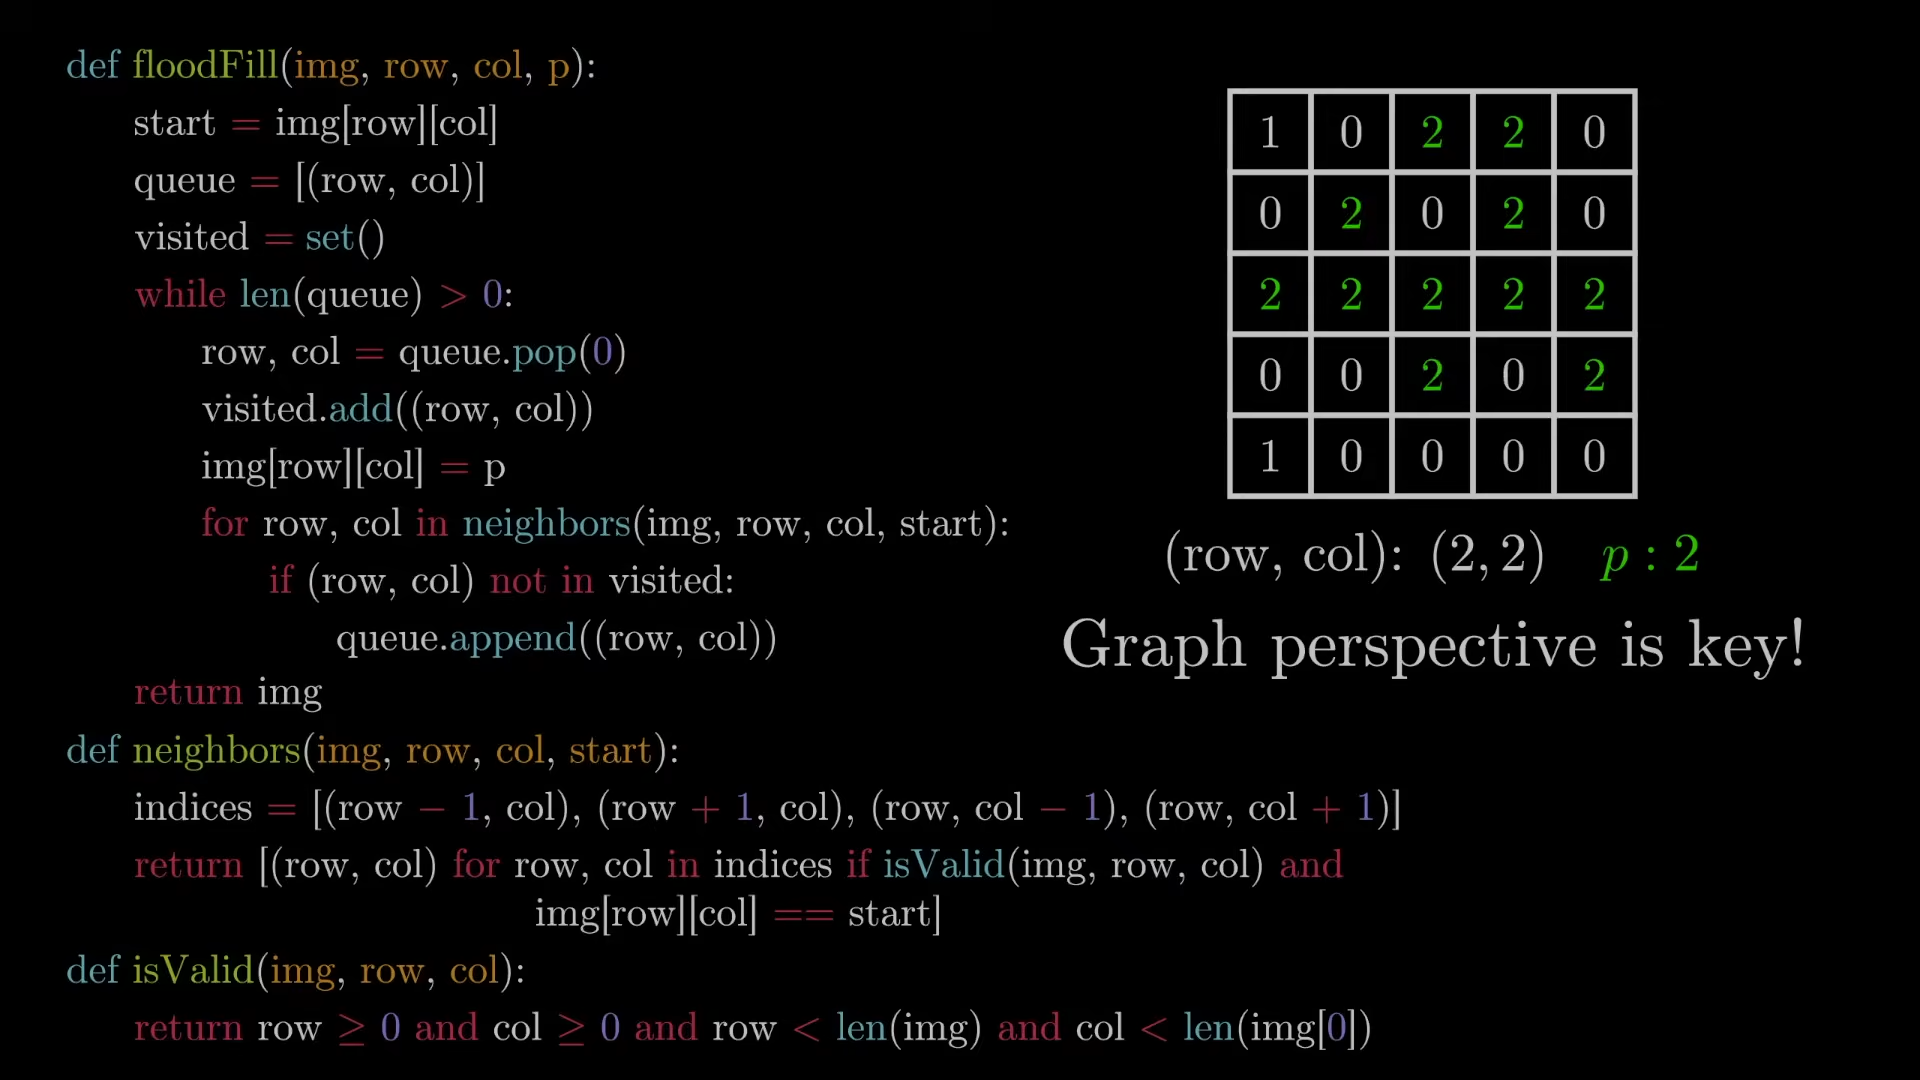 def floodFill(img, row, col, p):
start = img[row][col]
queue = [(row, col)]
visited = set()
while len(queue) > 0:
row, col = queue.pop(0)
visited.add((row, col))
img[row][col] = p
for row, col in neighbors(img, row, col, start):
if (row, col) not in visited:
queue.append((row, col))
return img
def neighbors(img, row, col, start):
indices = [(row − 1, col), (row + 1, col), (row, col − 1), (row, col + 1)]
return [(row, col) for row, col in indices if isValid(img, row, col) and
img[row][col] == start]
def isValid(img, row, col):
return row ≥ 0 and col ≥ 0 and row < len(img) and col < len(img[0])
1 0 2 2 0
0 2 0 2 0
2 2 2 2 2
0 0 2 0 2
1 0 0 0 0
(row, col): (2, 2) p : 2
Graph perspective is key!